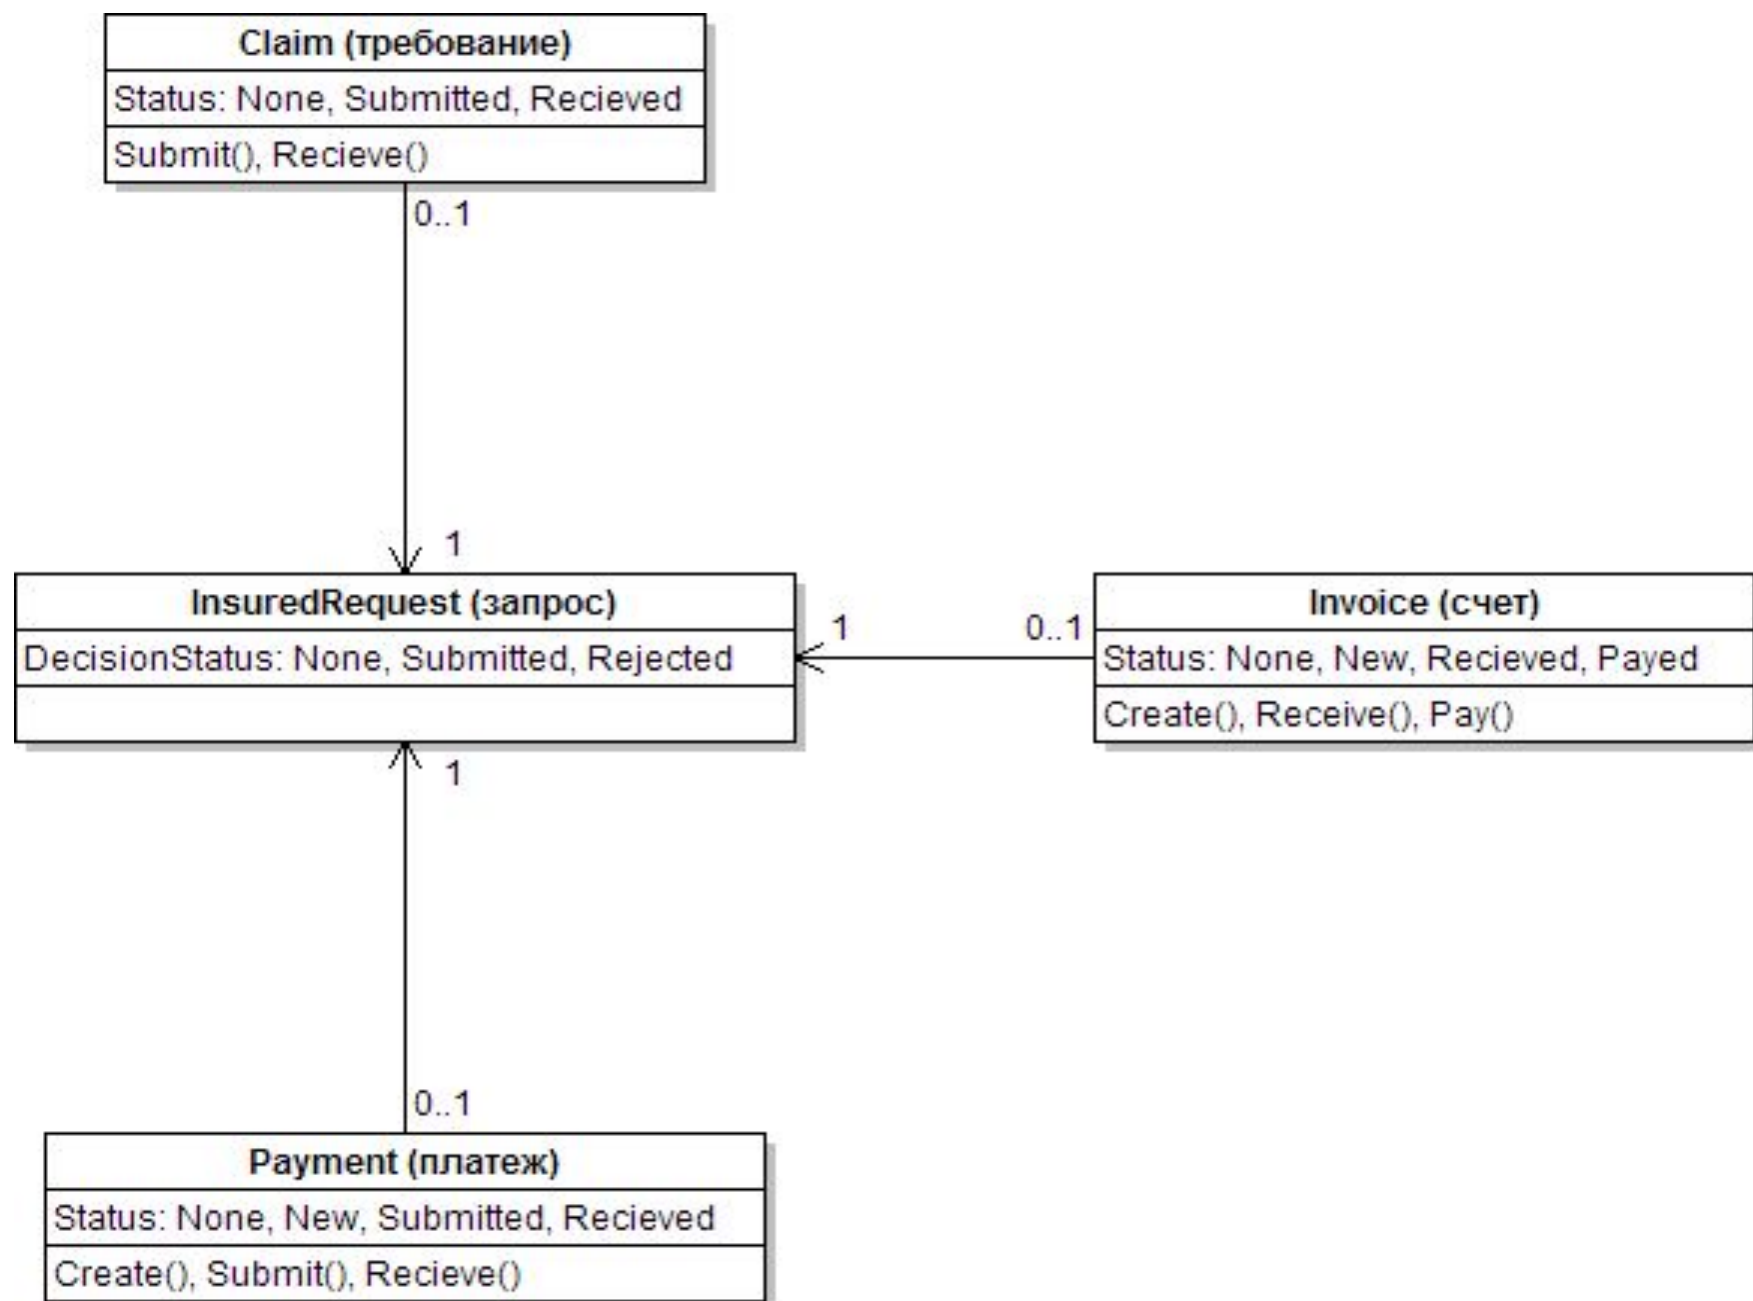 Claim (требование)
Status: None, Submitted, Recieved
Submit(), Recieve()
0..1
1
InsuredRequest (запрос)
DecisionStatus: None, Submitted, Rejected
1
0..1
Invoice (счет)
Status: None, New, Recieved, Payed
Create(), Receive(), Pay()
1
0..1
Payment (платеж)
Status: None, New, Submitted, Recieved
Create(), Submit(), Recieve()